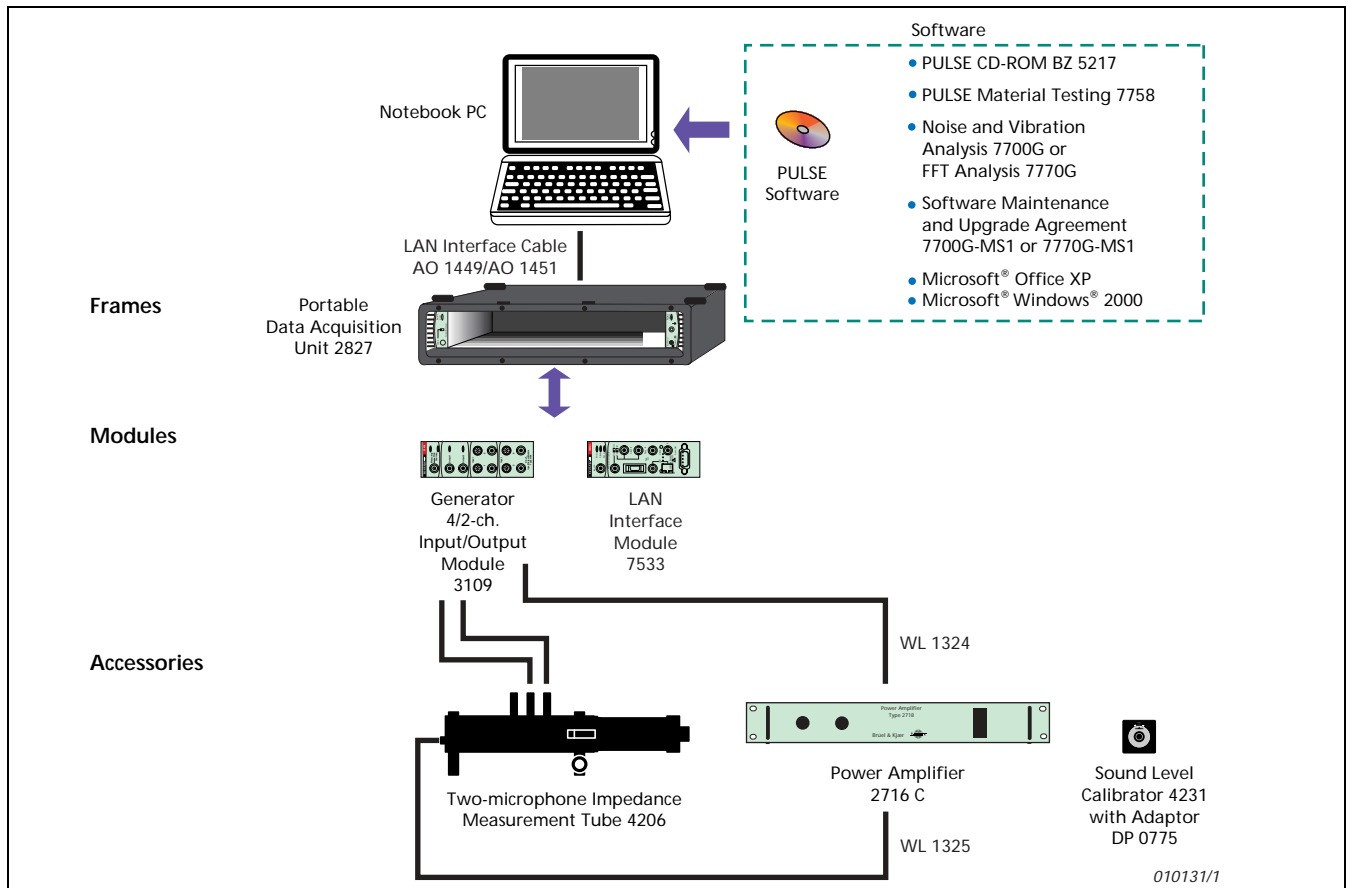 Software
• PULSE CD-ROM BZ 5217
• PULSE Material Testing 7758
• Noise and Vibration
Analysis 7700G or
FFT Analysis 7770G
• Software Maintenance
and Upgrade Agreement
7700G-MS1 or 7770G-MS1
• Microsoft® Office XP
• Microsoft® Windows® 2000
PULSE
Software
Notebook PC
LAN Interface Cable
AO 1449/AO 1451
Frames
Portable
Data Acquisition
Unit 2827
Modules
Generator
4/2-ch.
Input/Output
Module
3109
LAN
Interface
Module
7533
Accessories
WL 1324
Power Amplifier
Type 2718
Brüel & Kjær
Two-microphone Impedance
Measurement Tube 4206
Power Amplifier
2716 C
Sound Level
Calibrator 4231
with Adaptor
DP 0775
WL 1325
010131/1